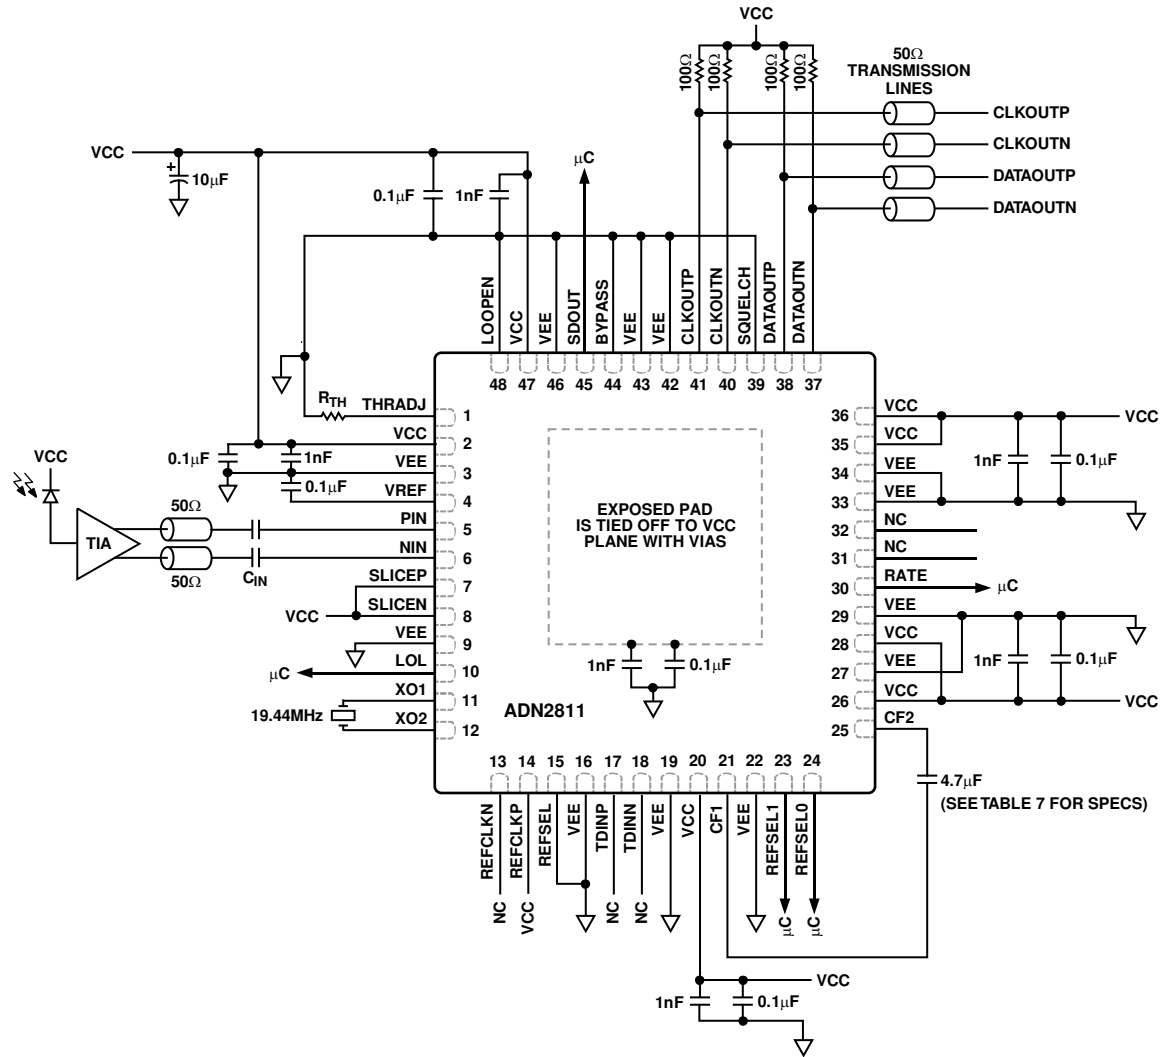 VCC
100Ω
100Ω
100Ω
100Ω
50Ω
TRANSMISSION
LINES
CLKOUTP
CLKOUTN
DATAOUTP
DATAOUTN
VCC
+
10μF
0.1μF
1nF
μC
LOOPEN
VCC
VEE
SDOUT
BYPASS
VEE
VEE
CLKOUTP
CLKOUTN
SQUELCH
DATAOUTP
DATAOUTN
48
47
46
45
44
43
42
41
40
39
38
37
RTH
THRADJ
1
VCC
2
0.1μF
1nF
VEE
3
0.1μF
VREF
4
VCC
TIA
50Ω
PIN
5
NIN
6
50Ω
CIN
SLICEP
7
VCC
SLICEN
8
VEE
9
μC
LOL
10
XO1
11
19.44MHz
XO2
12
EXPOSED PAD
IS TIED OFF TO VCC
PLANE WITH VIAS
1nF
0.1μF
ADN2811
36
VCC
VCC
35
VCC
1nF
0.1μF
34
VEE
33
VEE
32
NC
31
NC
30
RATE
μC
29
VEE
28
VCC
1nF
0.1μF
27
VEE
26
VCC
VCC
25
CF2
4.7μF
(SEE TABLE 7 FOR SPECS)
13
14
15
16
17
18
19
20
21
22
23
24
REFCLKN
REFCLKP
REFSEL
VEE
TDINP
TDINN
VEE
VCC
CF1
VEE
REFSEL1
REFSEL0
NC
VCC
NC
NC
μC
μC
VCC
1nF
0.1μF